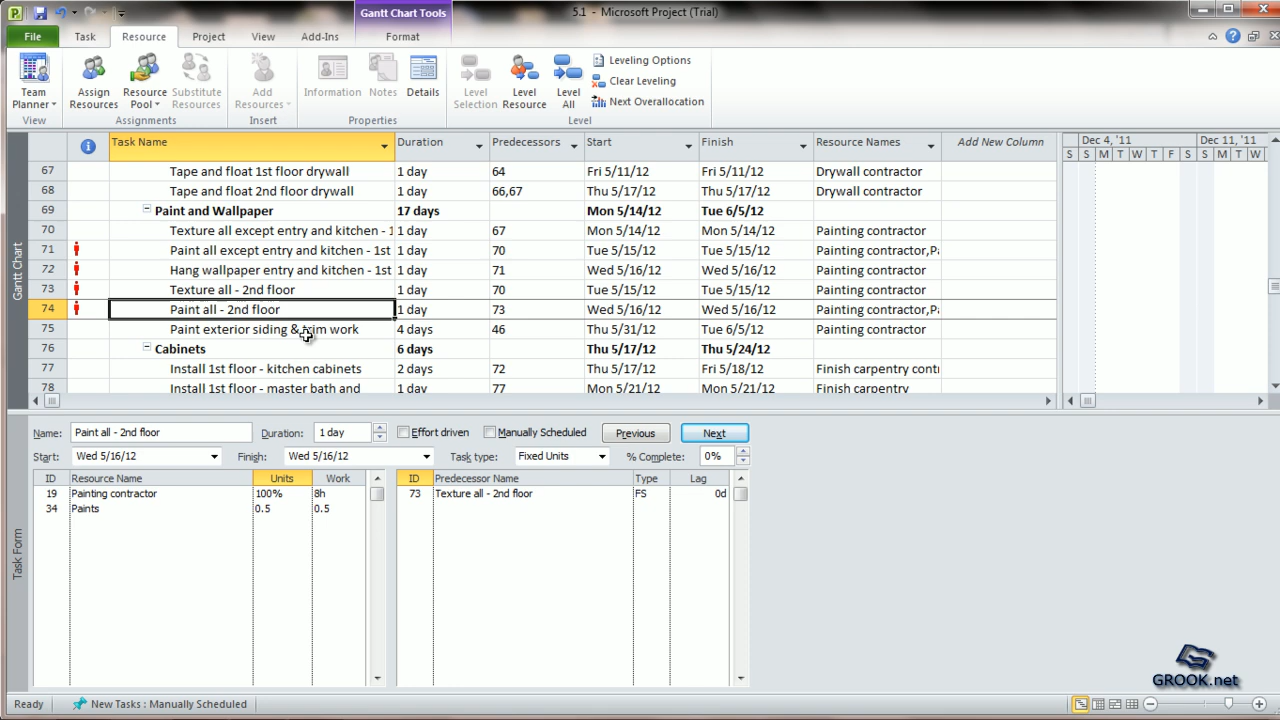 5.1 - Microsoft Project (Trial)
Gantt Chart Tools
File Task Resource Project View Add-Ins Format
Team Planner Assign Resources Resource Pool Substitute Resources Add Resources Information Notes Details Level Selection Level Resource Level All Leveling Options
Clear Leveling
Next Overallocation
View Assignments Insert Properties Level
Task Name Duration Predecessors Start Finish Resource Names Add New Column Dec 4, '11 Dec 11, '11
S S M T W T F S S M T W
67 Tape and float 1st floor drywall 1 day 64 Fri 5/11/12 Fri 5/11/12 Drywall contractor
68 Tape and float 2nd floor drywall 1 day 66,67 Thu 5/17/12 Thu 5/17/12 Drywall contractor
69 Paint and Wallpaper 17 days Mon 5/14/12 Tue 6/5/12
70 Texture all except entry and kitchen - 1 1 day 67 Mon 5/14/12 Mon 5/14/12 Painting contractor
71 Paint all except entry and kitchen - 1st 1 day 70 Tue 5/15/12 Tue 5/15/12 Painting contractor,Pa
72 Hang wallpaper entry and kitchen - 1st 1 day 71 Wed 5/16/12 Wed 5/16/12 Painting contractor
73 Texture all - 2nd floor 1 day 70 Tue 5/15/12 Tue 5/15/12 Painting contractor
74 Paint all - 2nd floor 1 day 73 Wed 5/16/12 Wed 5/16/12 Painting contractor,Pa
75 Paint exterior siding & trim work 4 days 46 Thu 5/31/12 Tue 6/5/12 Painting contractor
76 Cabinets 6 days Thu 5/17/12 Thu 5/24/12
77 Install 1st floor - kitchen cabinets 2 days 72 Thu 5/17/12 Fri 5/18/12 Finish carpentry contr
78 Install 1st floor - master bath and 1 day 77 Mon 5/21/12 Mon 5/21/12 Finish carpentry
Gantt Chart
Name: Paint all - 2nd floor Duration: 1 day Effort driven Manually Scheduled Previous Next
Start: Wed 5/16/12 Finish: Wed 5/16/12 Task type: Fixed Units % Complete: 0%
ID Resource Name Units Work ID Predecessor Name Type Lag
19 Painting contractor 100% 8h 73 Texture all - 2nd floor FS 0d
34 Paints 0.5 0.5
Task Form
GROOK.net
Ready New Tasks : Manually Scheduled